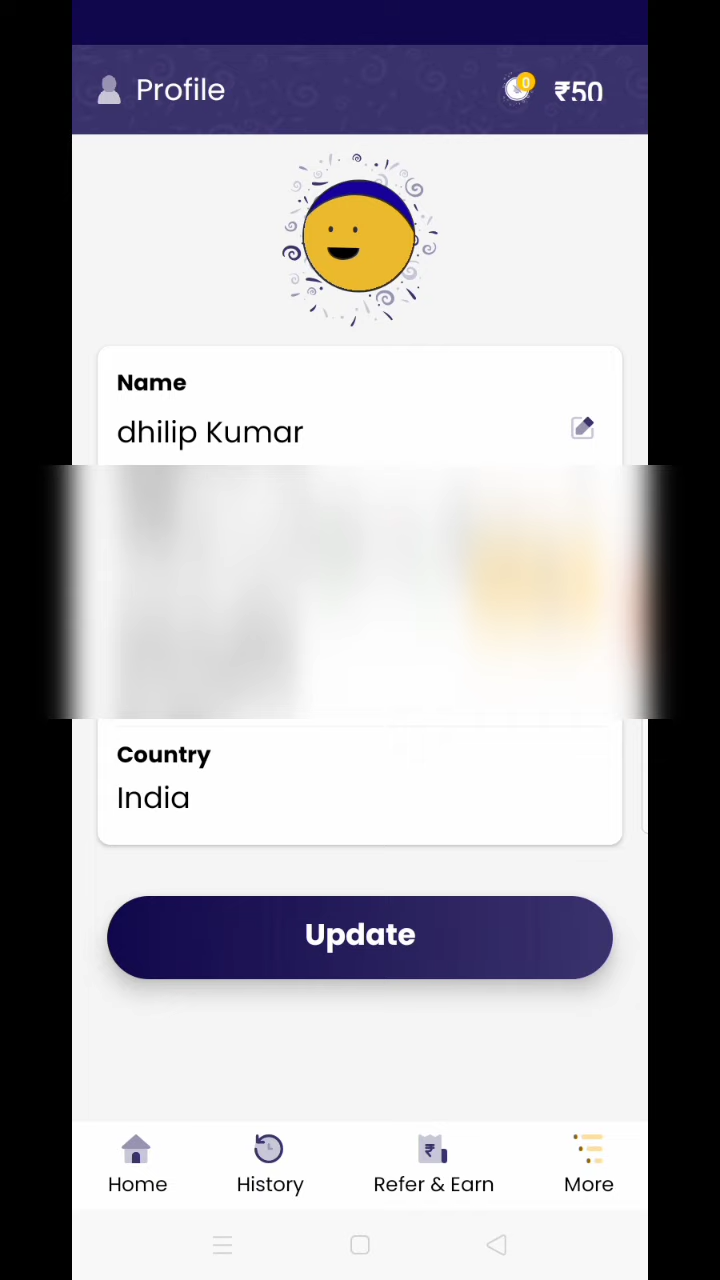 Profile
0
₹50
Name
dhilip Kumar
Country
India
Update
₹
Home
History
Refer & Earn
More